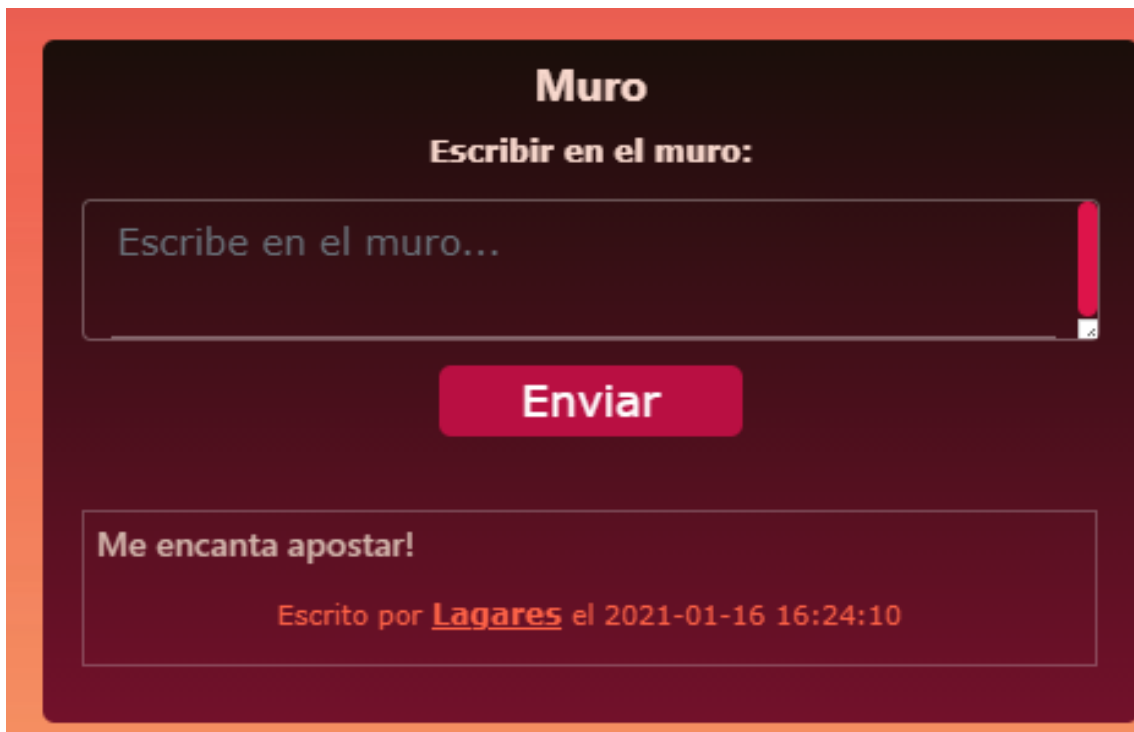 Muro
Escribir en el muro:
Escribe en el muro...
Enviar
Me encanta apostar!
Escrito por Lagares el 2021-01-16 16:24:10